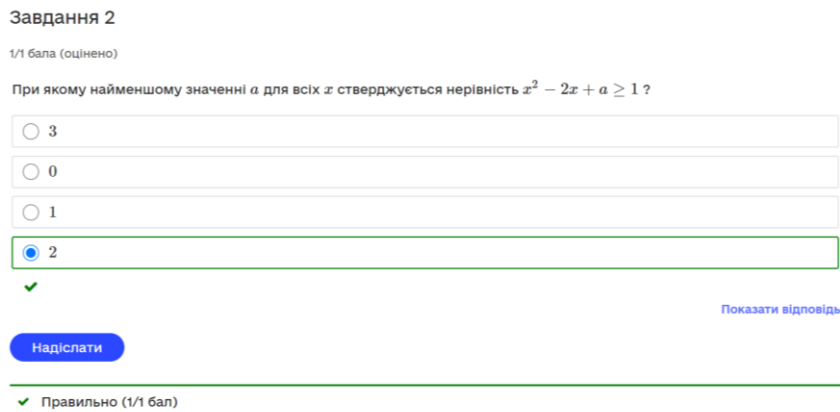 Завдання 2
1/1 бала (оцінено)
При якому найменшому значенні a для всіх x стверджується нерівність x² − 2x + a ≥ 1 ?
3
0
1
2
Показати відповідь
Надіслати
Правильно (1/1 бал)